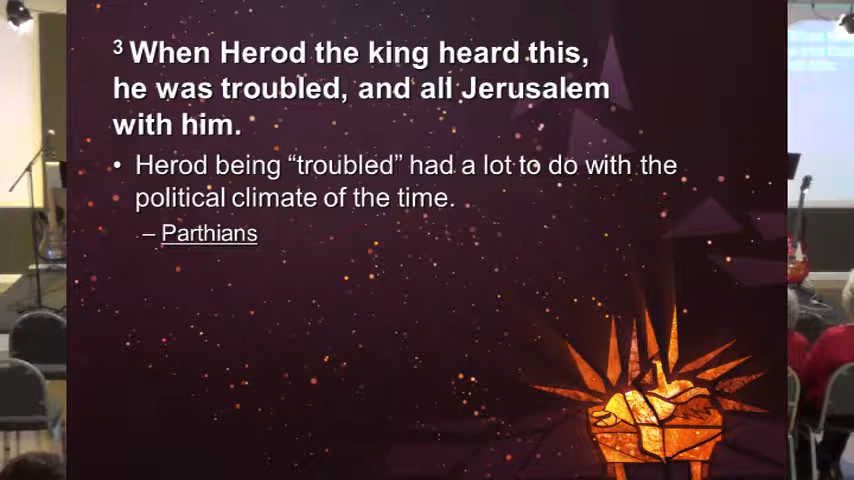 3 When Herod the king heard this,
he was troubled, and all Jerusalem
with him.
• Herod being “troubled” had a lot to do with the
political climate of the time.
– Parthians